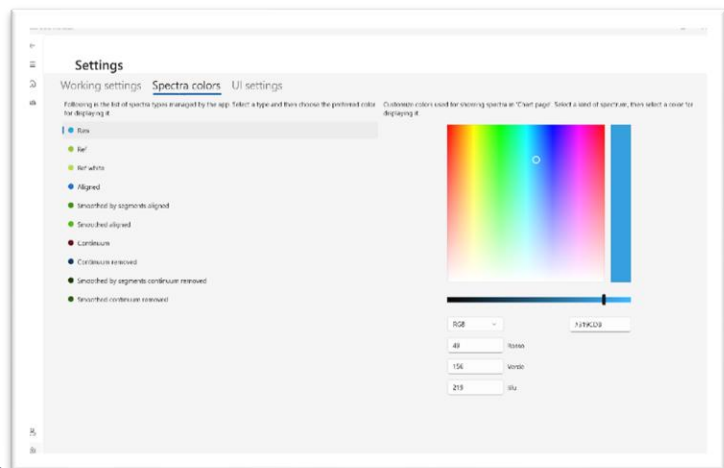 Settings
Working settings Spectra colors UI settings
Following in the list of spectra types managed by the app. Select a type and then choose the preferred color
for displaying it
Customize colors used for showing spectra in 'Chart page'. Select a kind of spectrum, then select a color for
displaying it
Raw
Ref
Ref white
Aligned
Smoothed by segments aligned
Smoothed aligned
Continuum
Continuum removed
Smoothed by segments continuum removed
Smoothed continuum removed
RGB #319CDB
49 Rosso
156 Verde
219 Blu